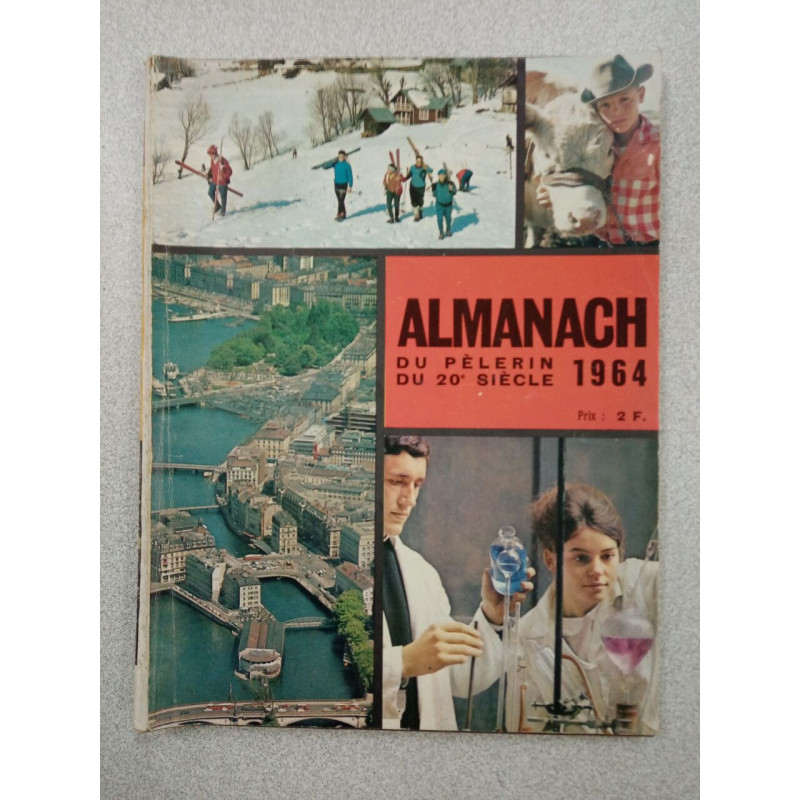 ALMANACH
DU PÈLERIN
DU 20e SIÈCLE 1964
Prix : 2 F.